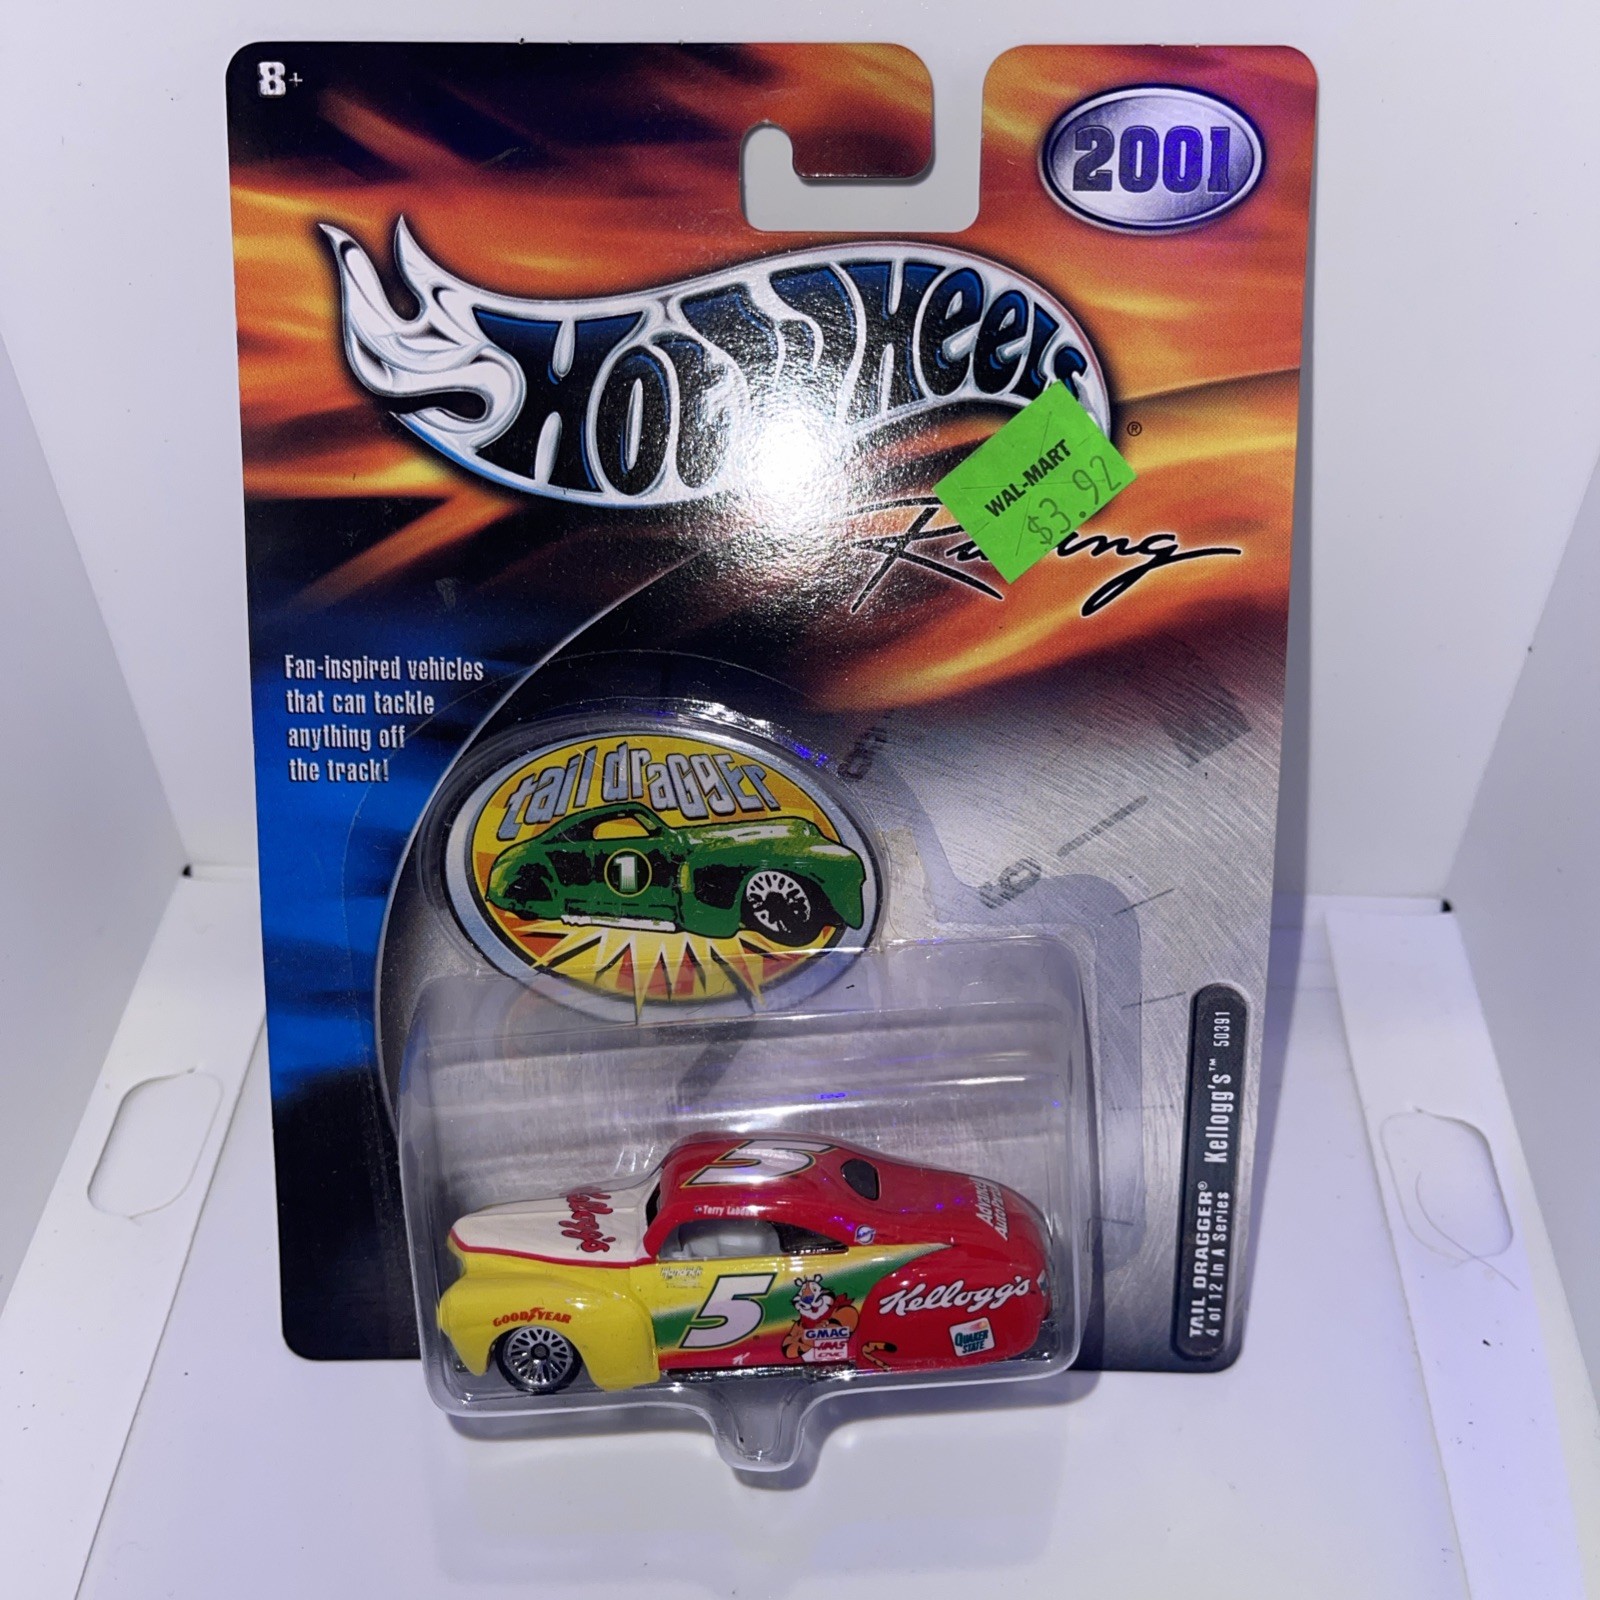 8+
2001
HOT WHEELS
®
WAL-MART
$3.92
Racing
Fan-inspired vehicles
that can tackle
anything off
the track!
tail dragger
1
TAIL DRAGGER®
4 of 12 In A Series Kellogg's™ 50391
5
Kellogg's
Terry Labonte
GOODYEAR
5
Kellogg's
GMAC
QUAKER
STATE